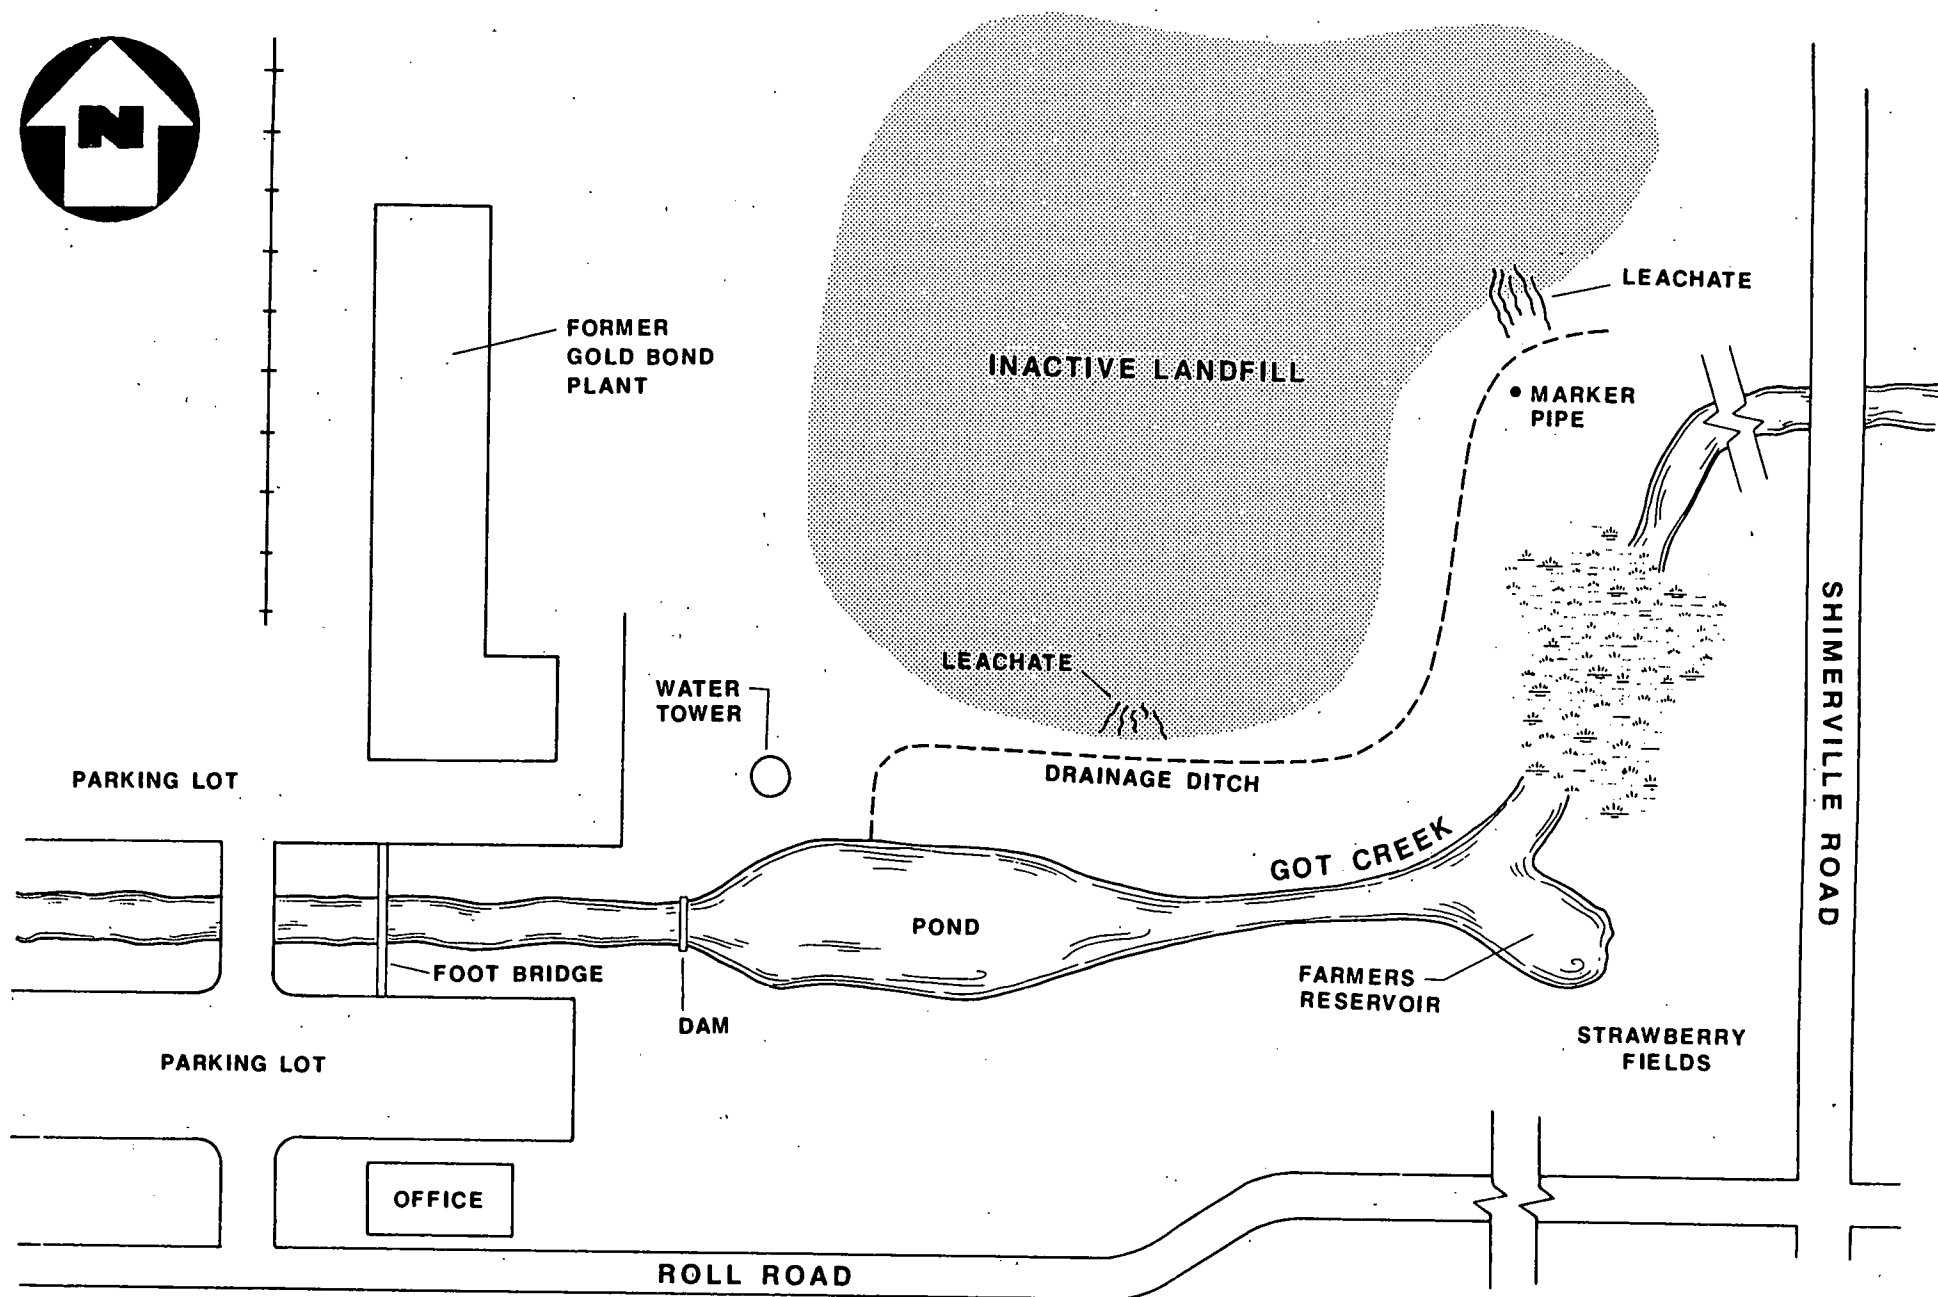 N
LEACHATE
FORMER
GOLD BOND
PLANT
INACTIVE LANDFILL
MARKER
PIPE
SHIMERVILLE ROAD
LEACHATE
WATER
TOWER
PARKING LOT
DRAINAGE DITCH
GOT CREEK
POND
FOOT BRIDGE
FARMERS
RESERVOIR
DAM
STRAWBERRY
FIELDS
PARKING LOT
OFFICE
ROLL ROAD